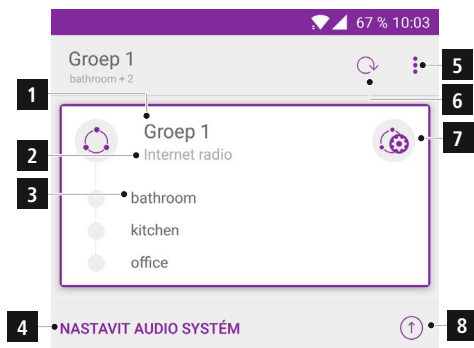 67 % 10:03
Groep 1
bathroom + 2
5
1
6
Groep 1
7
2
Internet radio
3
bathroom
kitchen
office
4
NASTAVIT AUDIO SYSTÉM
8